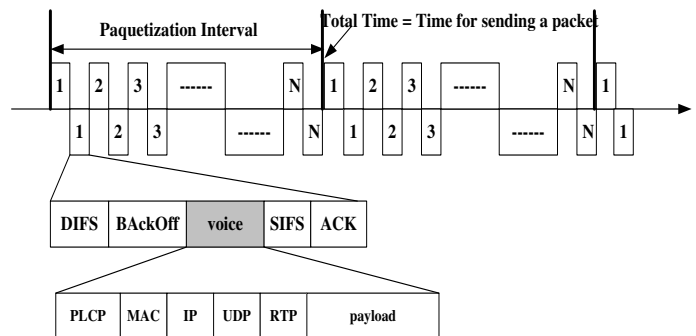 Total Time = Time for sending a packet
Paquetization Interval
1 2 3 ------ N 1 2 3 ------ N 1
1 2 3 ------ N 1 2 3 ------ N 1
DIFS BAckOff voice SIFS ACK
PLCP MAC IP UDP RTP payload